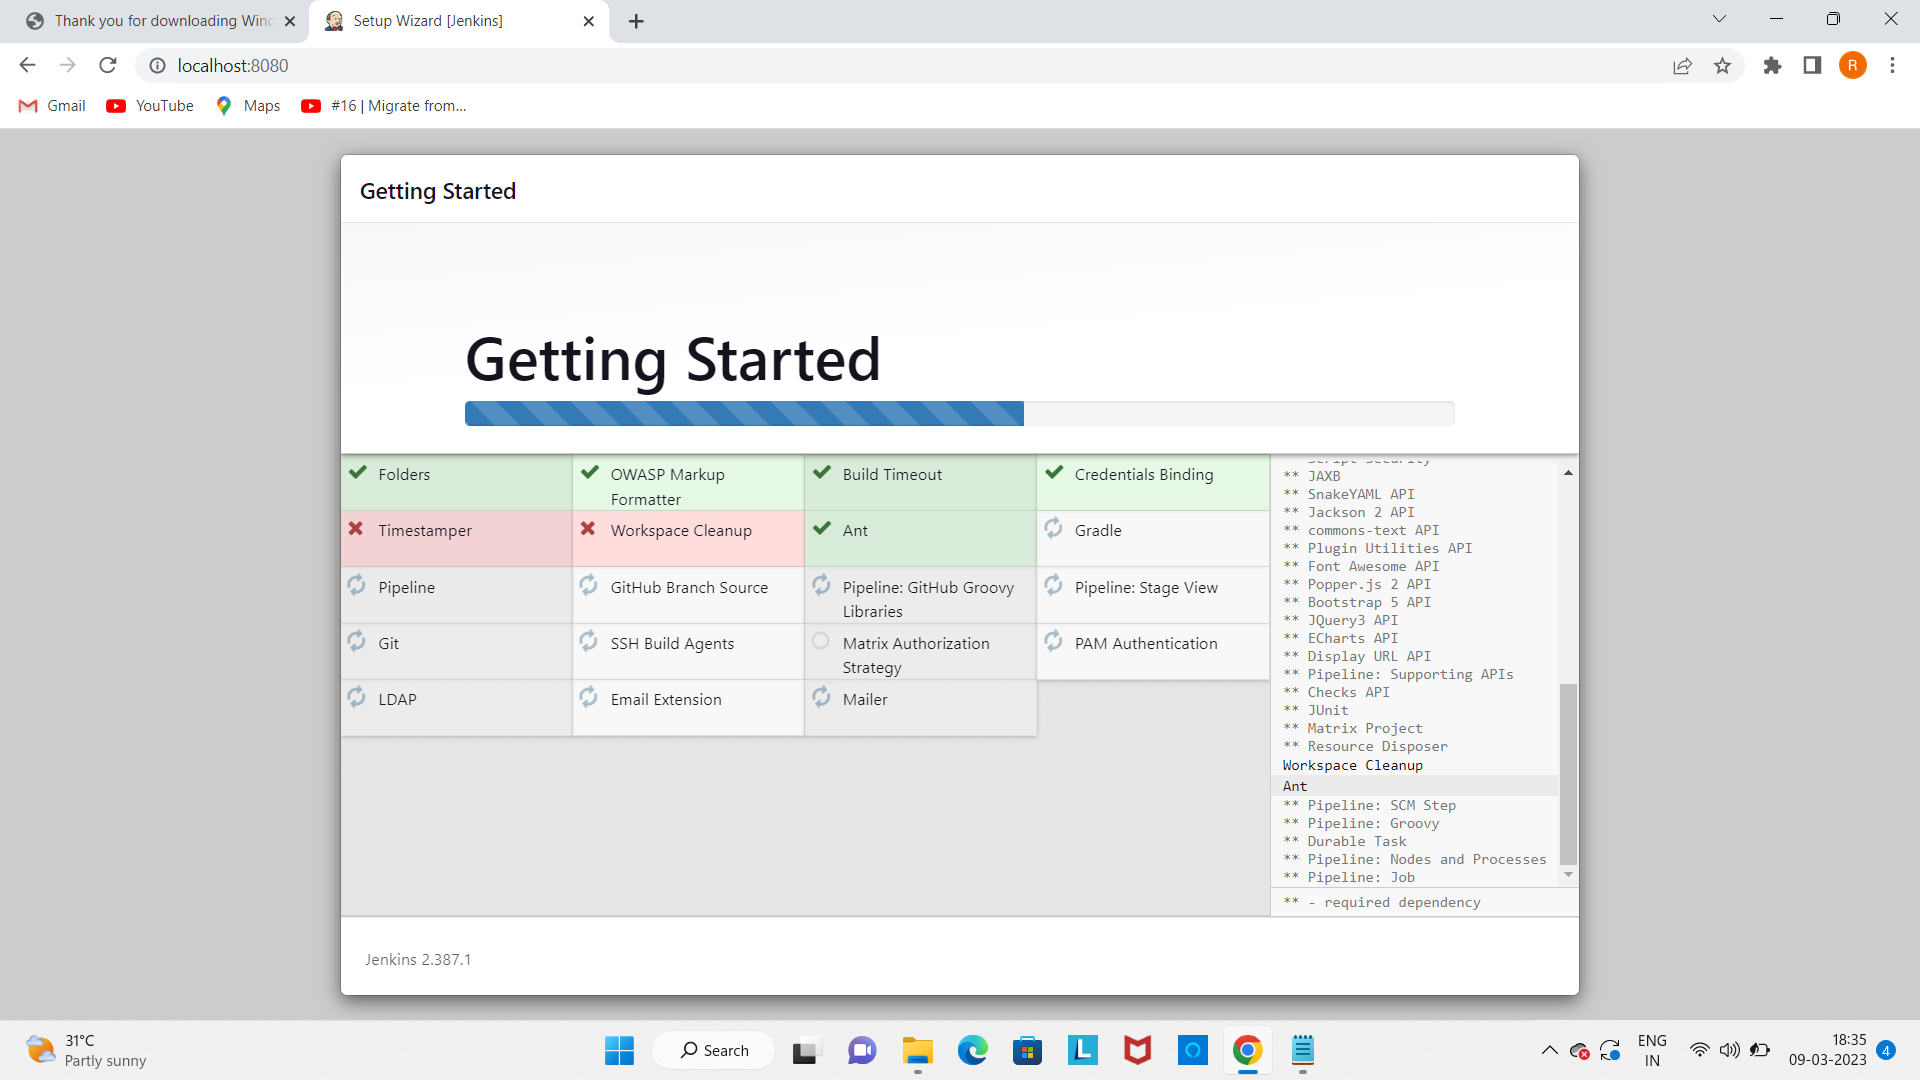 Thank you for downloading Winc
Setup Wizard [Jenkins]
localhost:8080
R
Gmail
YouTube
Maps
#16 | Migrate from...
Getting Started
Getting Started
Folders
OWASP Markup
Formatter
Build Timeout
Credentials Binding
Timestamper
Workspace Cleanup
Ant
Gradle
Pipeline
GitHub Branch Source
Pipeline: GitHub Groovy
Libraries
Pipeline: Stage View
Git
SSH Build Agents
Matrix Authorization
Strategy
PAM Authentication
LDAP
Email Extension
Mailer
** Script Security
** JAXB
** SnakeYAML API
** Jackson 2 API
** commons-text API
** Plugin Utilities API
** Font Awesome API
** Popper.js 2 API
** Bootstrap 5 API
** JQuery3 API
** ECharts API
** Display URL API
** Pipeline: Supporting APIs
** Checks API
** JUnit
** Matrix Project
** Resource Disposer
Workspace Cleanup
Ant
** Pipeline: SCM Step
** Pipeline: Groovy
** Durable Task
** Pipeline: Nodes and Processes
** Pipeline: Job
** - required dependency
Jenkins 2.387.1
31°C
Partly sunny
Search
L
ENG
IN
18:35
09-03-2023
4